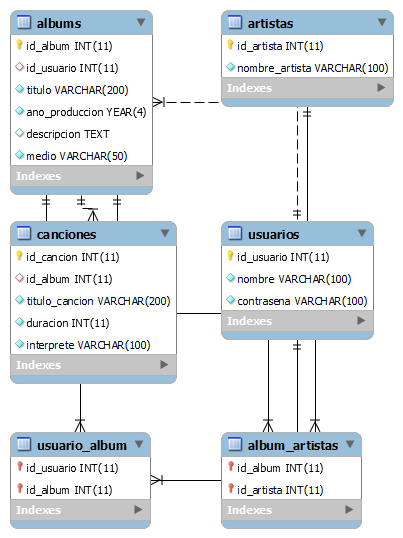 albums
id_album INT(11)
id_usuario INT(11)
titulo VARCHAR(200)
ano_produccion YEAR(4)
descripcion TEXT
medio VARCHAR(50)
Indexes
artistas
id_artista INT(11)
nombre_artista VARCHAR(100)
Indexes
canciones
id_cancion INT(11)
id_album INT(11)
titulo_cancion VARCHAR(200)
duracion INT(11)
interprete VARCHAR(100)
Indexes
usuarios
id_usuario INT(11)
nombre VARCHAR(100)
contrasena VARCHAR(100)
Indexes
usuario_album
id_usuario INT(11)
id_album INT(11)
Indexes
album_artistas
id_album INT(11)
id_artista INT(11)
Indexes